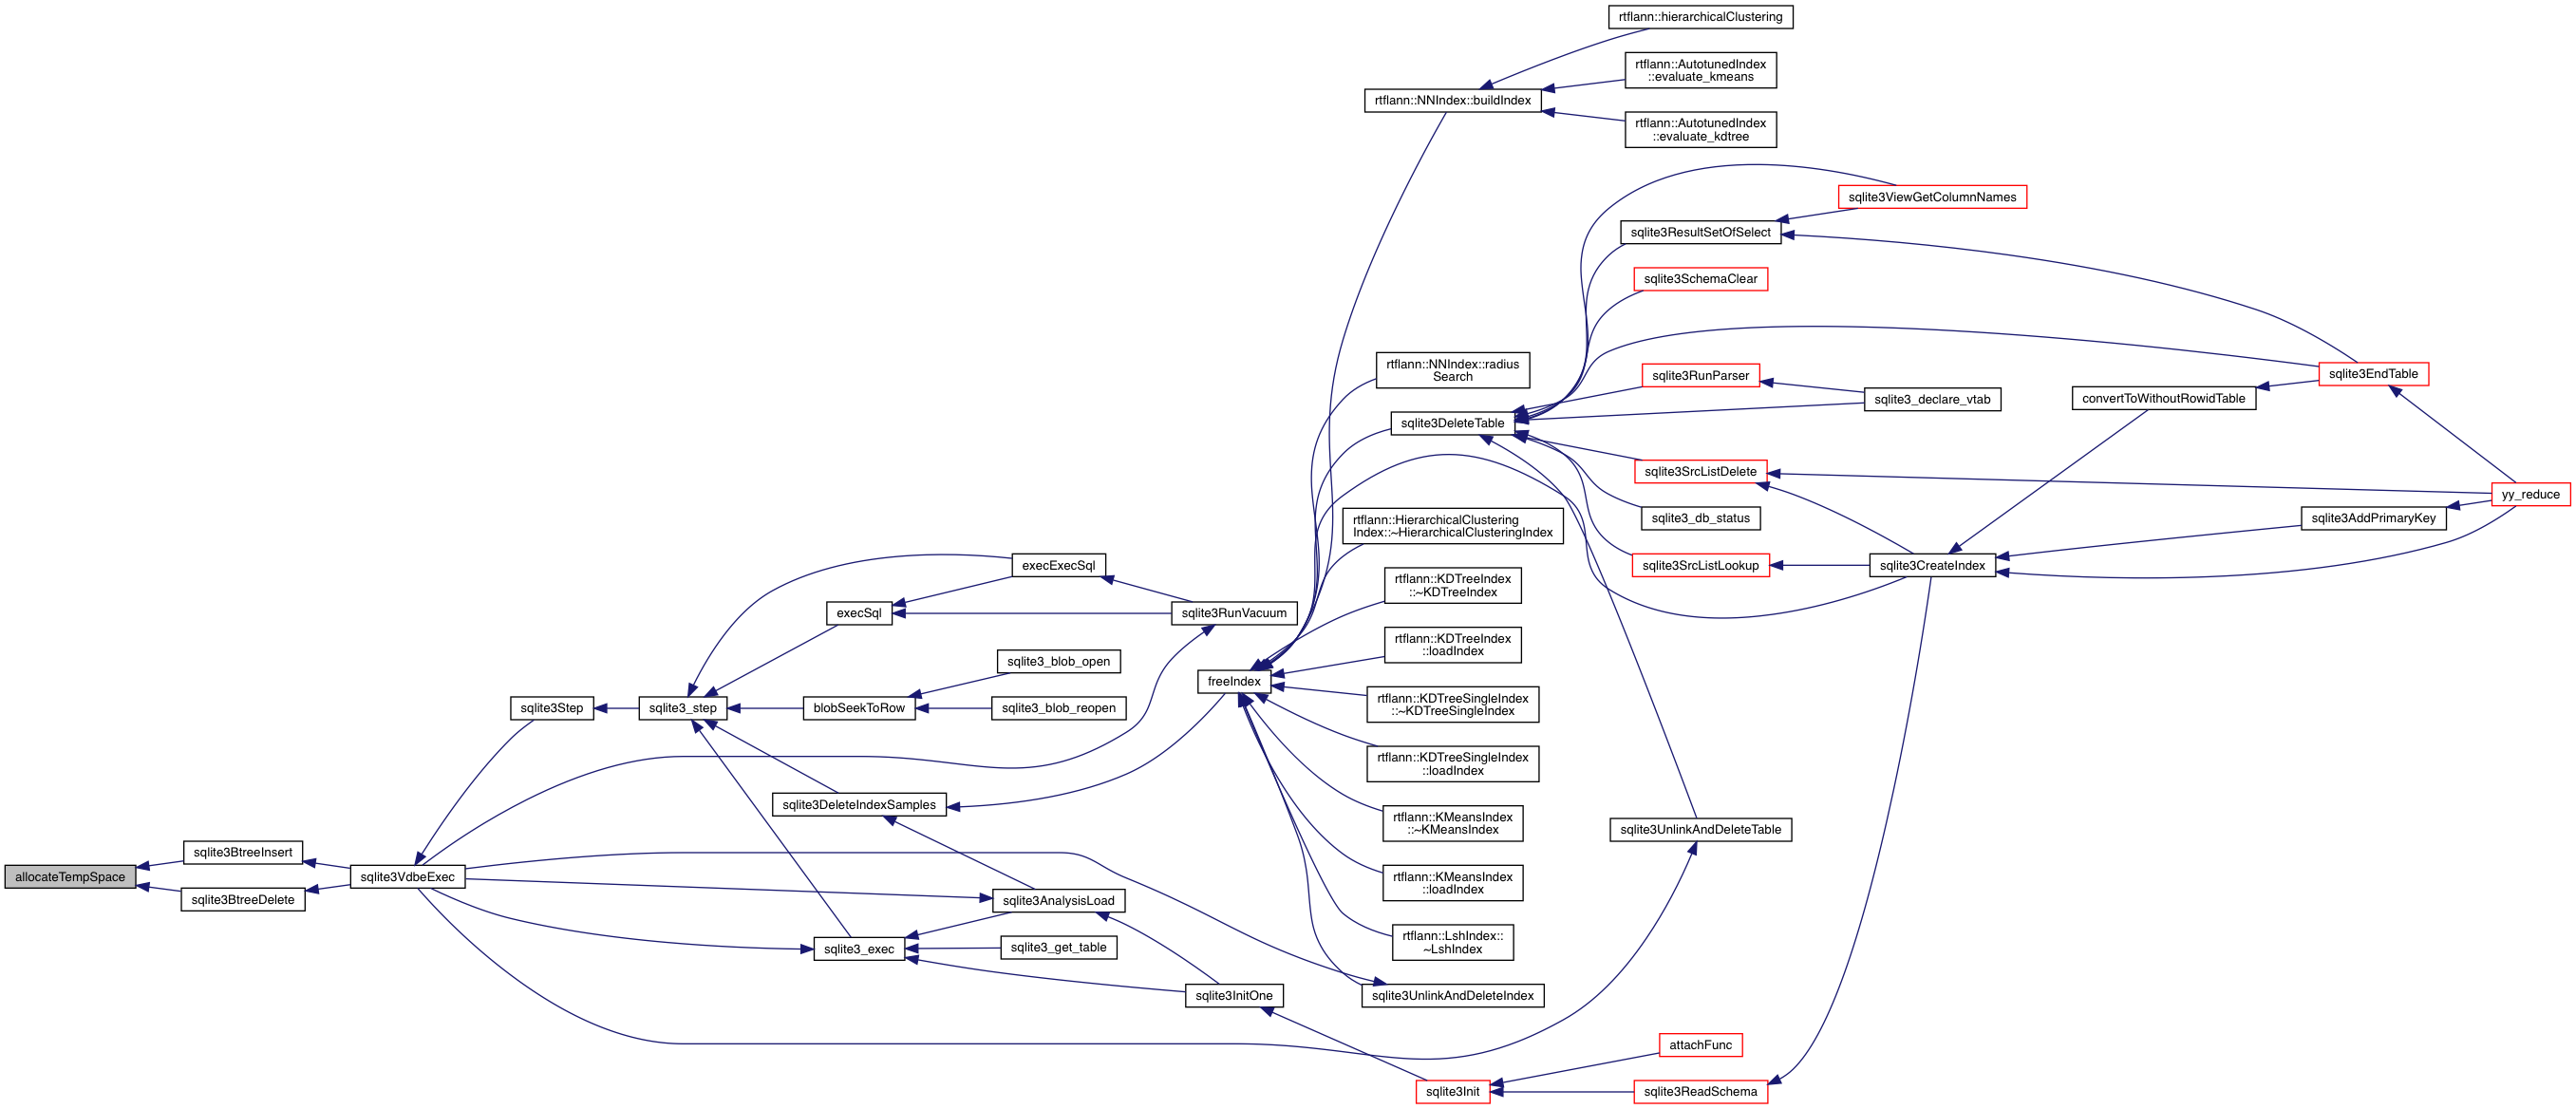 rtflann::hierarchicalClustering
rtflann::AutotunedIndex
::evaluate_kmeans
rtflann::NNIndex::buildIndex
rtflann::AutotunedIndex
::evaluate_kdtree
sqlite3ViewGetColumnNames
sqlite3ResultSetOfSelect
sqlite3SchemaClear
rtflann::NNIndex::radius
Search
sqlite3RunParser
sqlite3EndTable
sqlite3_declare_vtab
convertToWithoutRowidTable
sqlite3DeleteTable
sqlite3SrcListDelete
yy_reduce
rtflann::HierarchicalClustering
Index::~HierarchicalClusteringIndex
sqlite3_db_status
sqlite3AddPrimaryKey
execExecSql
sqlite3SrcListLookup
sqlite3CreateIndex
rtflann::KDTreeIndex
::~KDTreeIndex
execSql
sqlite3RunVacuum
rtflann::KDTreeIndex
::loadIndex
sqlite3_blob_open
freeIndex
rtflann::KDTreeSingleIndex
::~KDTreeSingleIndex
sqlite3Step
sqlite3_step
blobSeekToRow
sqlite3_blob_reopen
rtflann::KDTreeSingleIndex
::loadIndex
sqlite3DeleteIndexSamples
rtflann::KMeansIndex
::~KMeansIndex
sqlite3UnlinkAndDeleteTable
sqlite3BtreeInsert
allocateTempSpace
sqlite3VdbeExec
rtflann::KMeansIndex
::loadIndex
sqlite3BtreeDelete
sqlite3AnalysisLoad
rtflann::LshIndex::
~LshIndex
sqlite3_exec
sqlite3_get_table
sqlite3InitOne
sqlite3UnlinkAndDeleteIndex
attachFunc
sqlite3Init
sqlite3ReadSchema